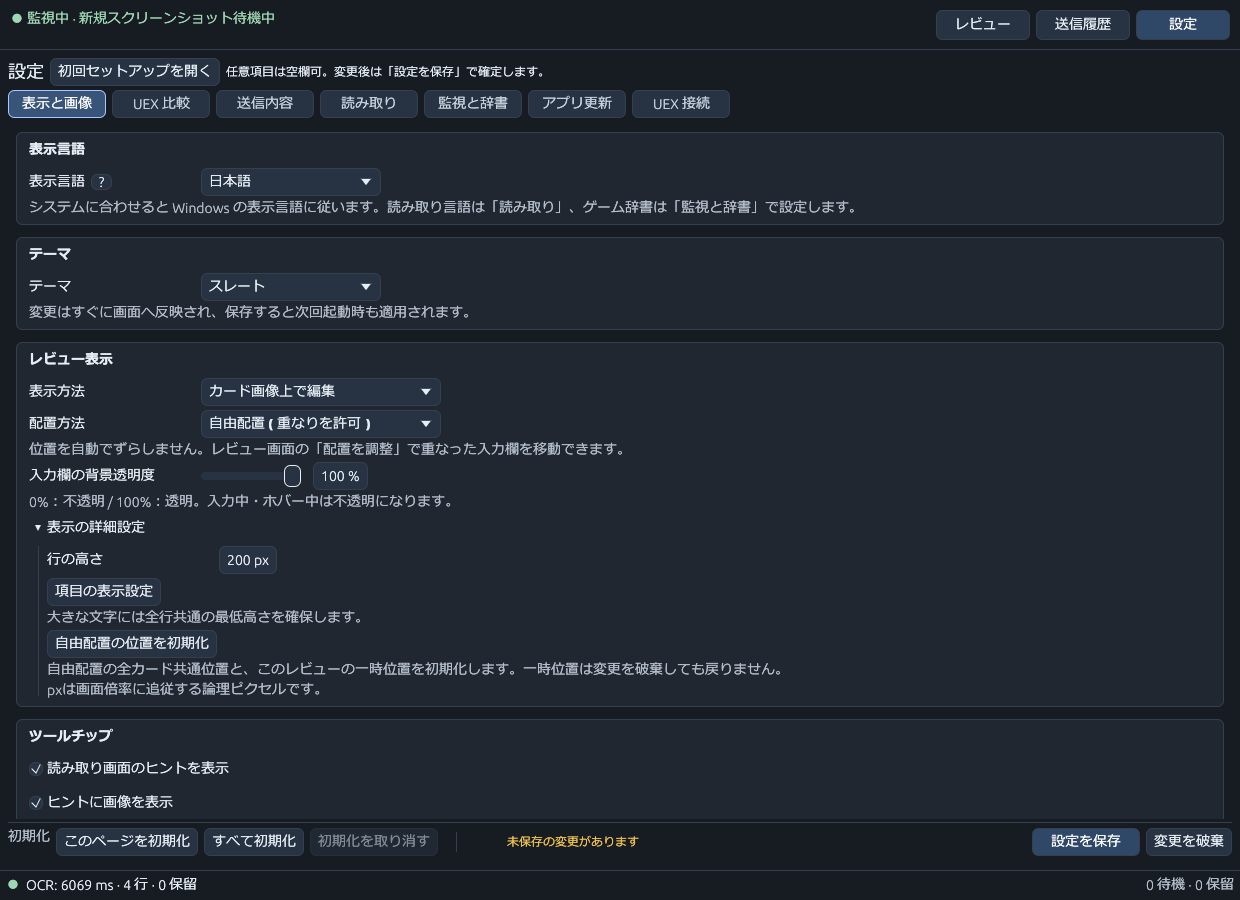 監視中 · 新規スクリーンショット待機中
レビュー
送信履歴
設定
設定
初回セットアップを開く
任意項目は空欄可。変更後は「設定を保存」で確定します。
表示と画像
UEX 比較
送信内容
読み取り
監視と辞書
アプリ更新
UEX 接続
表示言語
表示言語 ?
日本語
システムに合わせると Windows の表示言語に従います。読み取り言語は「読み取り」、ゲーム辞書は「監視と辞書」で設定します。
テーマ
テーマ
スレート
変更はすぐに画面へ反映され、保存すると次回起動時も適用されます。
レビュー表示
表示方法
カード画像上で編集
配置方法
自由配置 ( 重なりを許可 )
位置を自動でずらしません。レビュー画面の「配置を調整」で重なった入力欄を移動できます。
入力欄の背景透明度
100 %
0%：不透明 / 100%：透明。入力中・ホバー中は不透明になります。
▼ 表示の詳細設定
行の高さ
200 px
項目の表示設定
大きな文字には全行共通の最低高さを確保します。
自由配置の位置を初期化
自由配置の全カード共通位置と、このレビューの一時位置を初期化します。一時位置は変更を破棄しても戻りません。
pxは画面倍率に追従する論理ピクセルです。
ツールチップ
読み取り画面のヒントを表示
ヒントに画像を表示
初期化
このページを初期化
すべて初期化
初期化を取り消す
未保存の変更があります
設定を保存
変更を破棄
OCR: 6069 ms · 4 行 · 0 保留
0 待機 · 0 保留